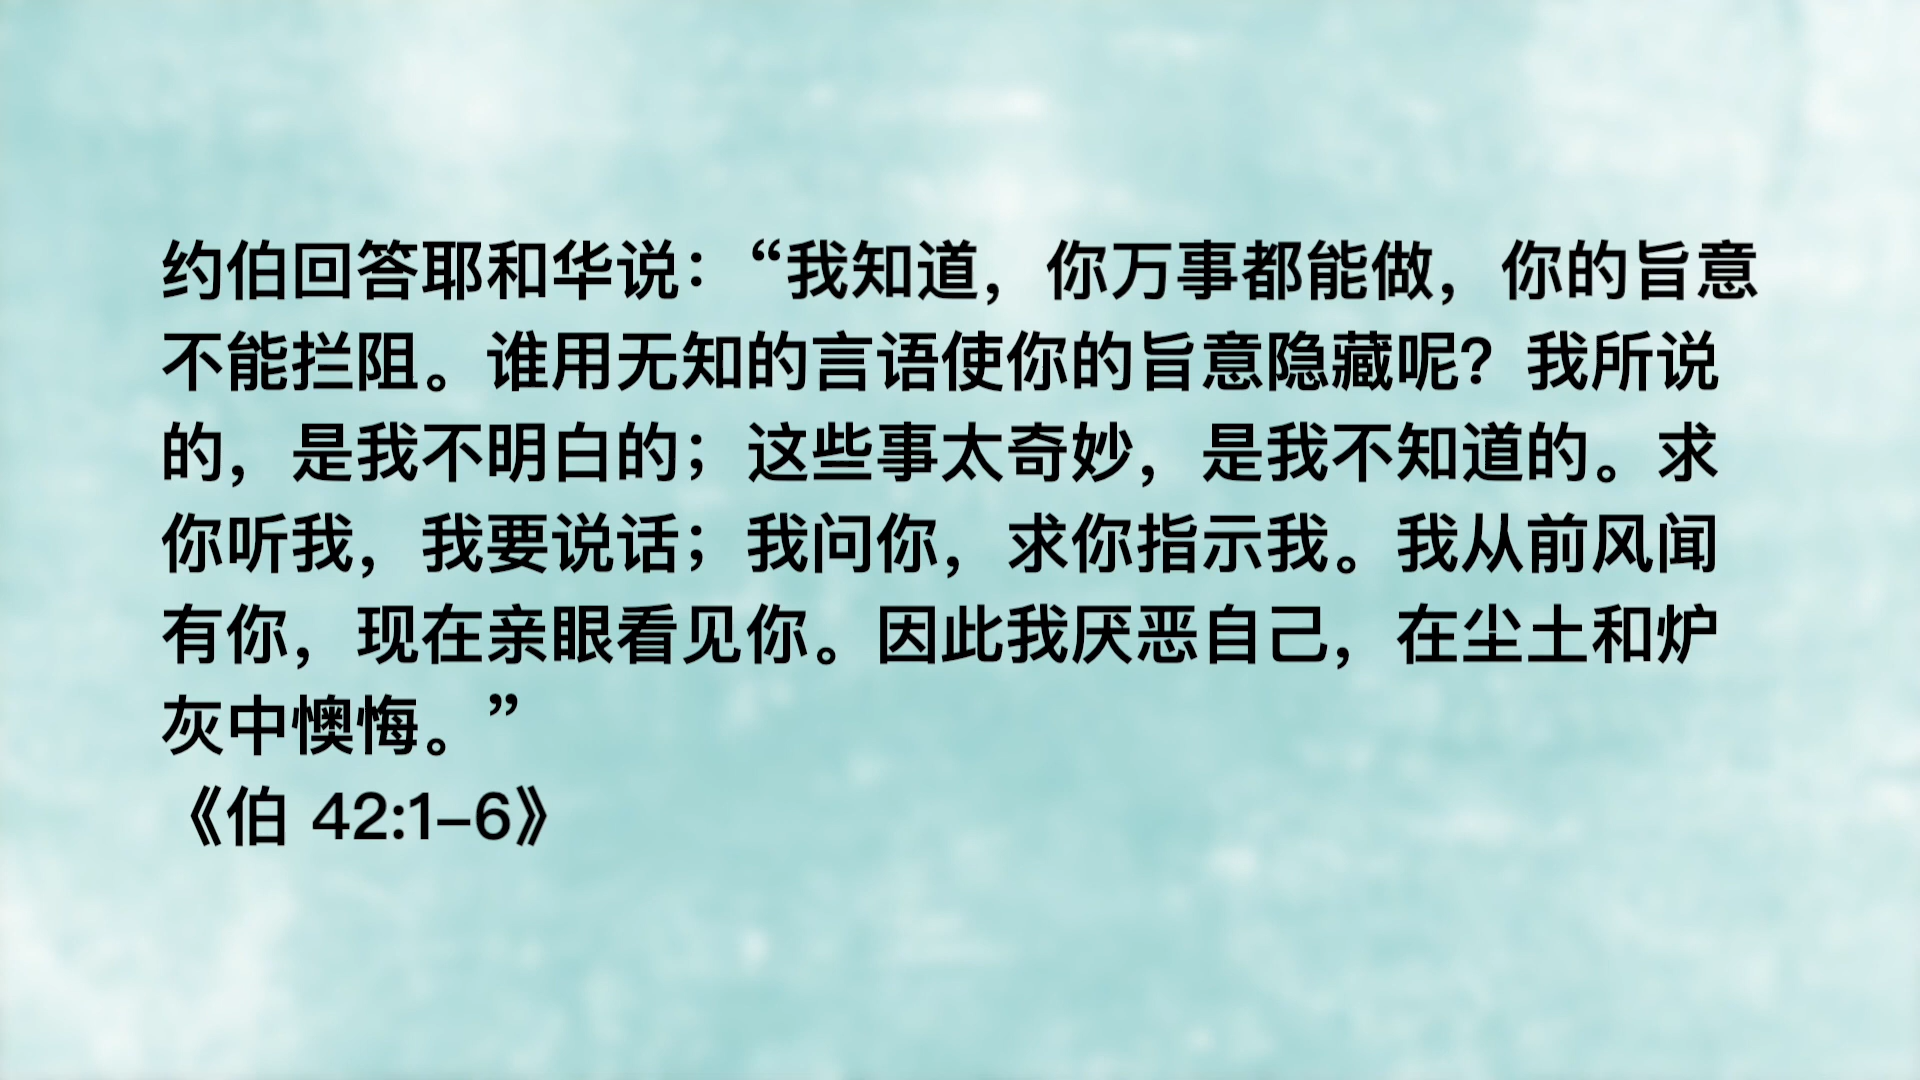 约伯回答耶和华说：“我知道，你万事都能做，你的旨意
不能拦阻。谁用无知的言语使你的旨意隐藏呢？我所说
的，是我不明白的；这些事太奇妙，是我不知道的。求
你听我，我要说话；我问你，求你指示我。我从前风闻
有你，现在亲眼看见你。因此我厌恶自己，在尘土和炉
灰中懊悔。”
《伯 42:1–6》